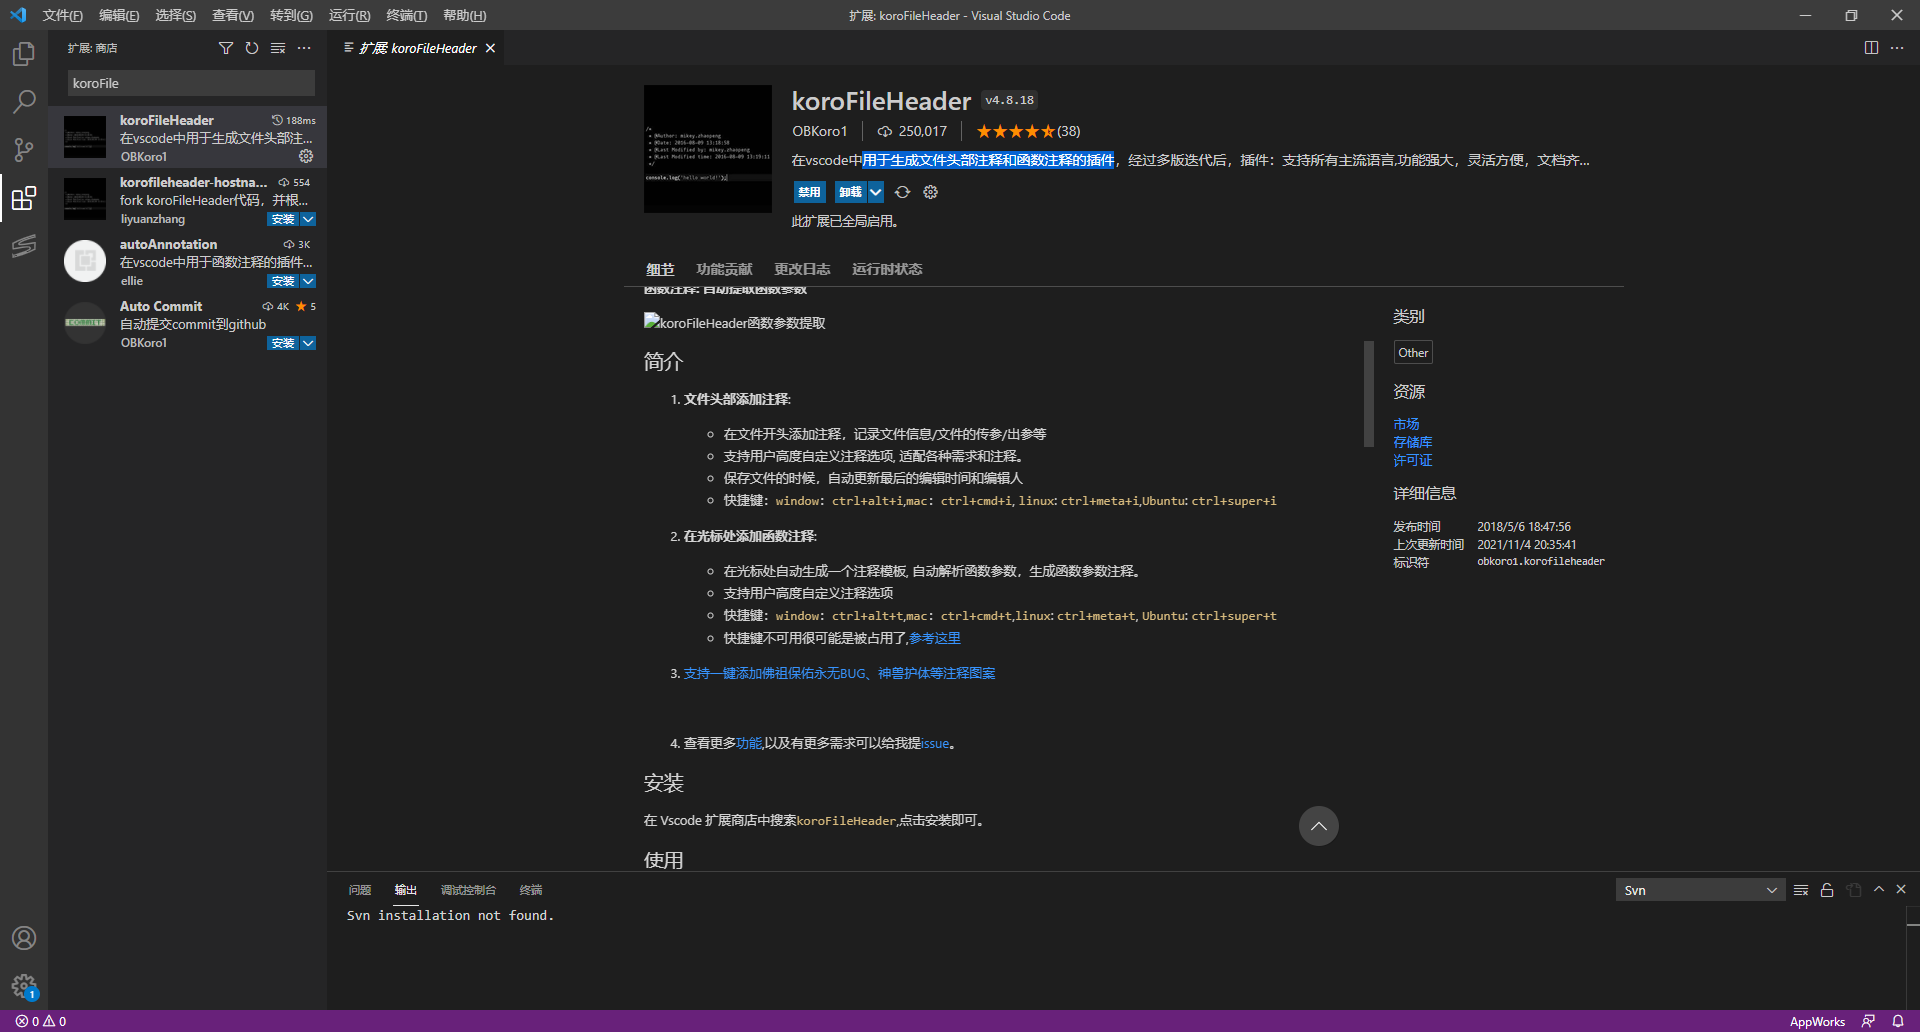 文件(F) 编辑(E) 选择(S) 查看(V) 转到(G) 运行(R) 终端(T) 帮助(H)
扩展: koroFileHeader - Visual Studio Code
扩展: 商店
koroFile
koroFileHeader 188ms
在vscode中用于生成文件头部注...
OBKoro1
korofileheader-hostna... 554
fork koroFileHeader代码，并根...
liyuanzhang 安装
autoAnnotation 3K
在vscode中用于函数注释的插件...
ellie 安装
Auto Commit 4K 5
自动提交commit到github
OBKoro1 安装
扩展: koroFileHeader
/*
* @Author: mikey.zhaopeng
* @Date: 2016-08-09 13:18:50
* @Last Modified by: mikey.zhaopeng
* @Last Modified time: 2016-08-09 13:19:11
*/
console.log("hello world!");
koroFileHeader v4.8.18
OBKoro1 250,017 (38)
在vscode中用于生成文件头部注释和函数注释的插件，经过多版迭代后，插件：支持所有主流语言,功能强大，灵活方便，文档齐...
禁用 卸载
此扩展已全局启用。
细节 功能贡献 更改日志 运行时状态
函数注释: 自动提取函数参数
koroFileHeader函数参数提取
简介
1. 文件头部添加注释:
在文件开头添加注释，记录文件信息/文件的传参/出参等
支持用户高度自定义注释选项, 适配各种需求和注释。
保存文件的时候，自动更新最后的编辑时间和编辑人
快捷键：window：ctrl+alt+i,mac：ctrl+cmd+i, linux: ctrl+meta+i,Ubuntu: ctrl+super+i
2. 在光标处添加函数注释:
在光标处自动生成一个注释模板, 自动解析函数参数，生成函数参数注释。
支持用户高度自定义注释选项
快捷键：window：ctrl+alt+t,mac：ctrl+cmd+t,linux: ctrl+meta+t, Ubuntu: ctrl+super+t
快捷键不可用很可能是被占用了,参考这里
3. 支持一键添加佛祖保佑永无BUG、神兽护体等注释图案
4. 查看更多功能,以及有更多需求可以给我提issue。
安装
在 Vscode 扩展商店中搜索koroFileHeader,点击安装即可。
使用
类别
Other
资源
市场
存储库
许可证
详细信息
发布时间 2018/5/6 18:47:56
上次更新时间 2021/11/4 20:35:41
标识符 obkoro1.korofileheader
问题 输出 调试控制台 终端
Svn
Svn installation not found.
1
0 0
AppWorks